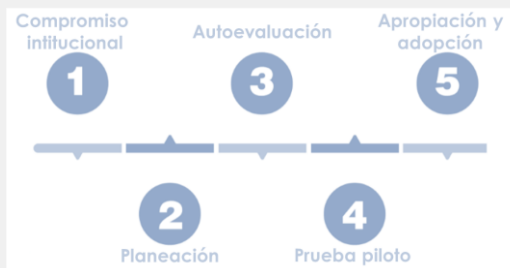 Compromiso
intitucional
1
Autoevaluación
3
Apropiación y
adopción
5
2
Planeación
4
Prueba piloto